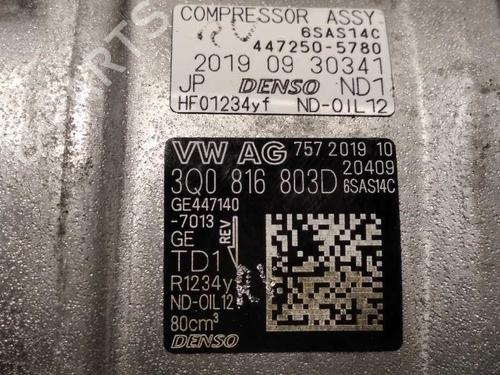 COMPRESSOR ASSY
6SAS14C
447250-5780
2019 09 30341
JP DENSO ND1
HF01234yf ND-OIL12
VW AG 757 2019 10
20409
3Q0 816 803D 6SAS14C
GE447140
-7013
GE
REV
TD1
R1234y
ND-OIL12
80cm³
DENSO